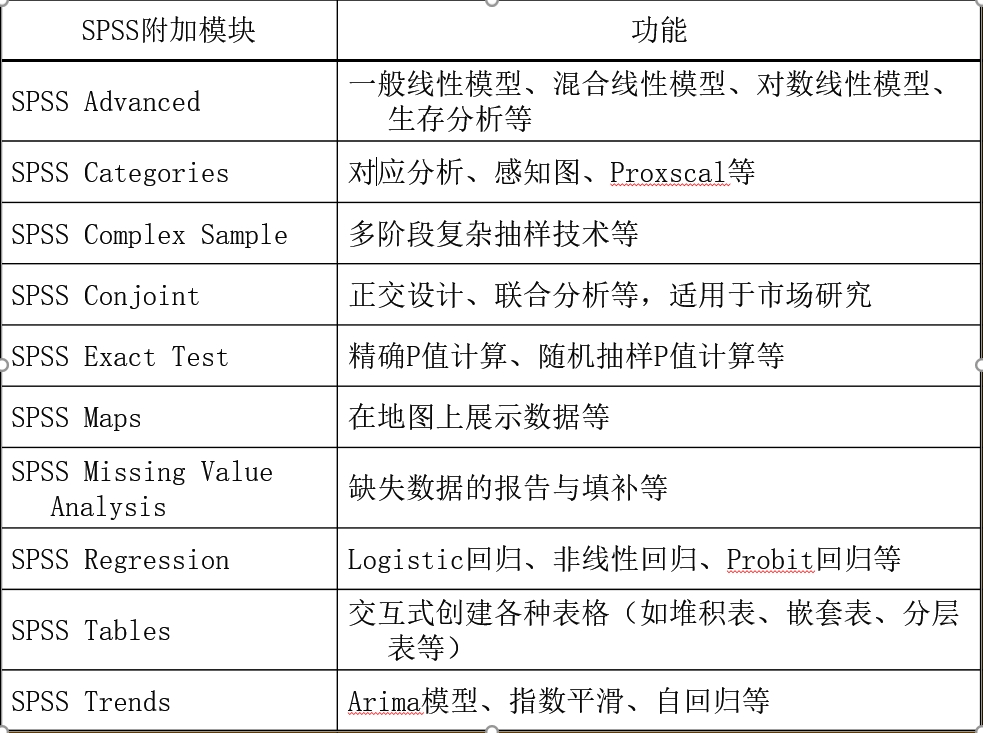 SPSS附加模块 功能
SPSS Advanced 一般线性模型、混合线性模型、对数线性模型、
生存分析等
SPSS Categories 对应分析、感知图、Proxscal等
SPSS Complex Sample 多阶段复杂抽样技术等
SPSS Conjoint 正交设计、联合分析等，适用于市场研究
SPSS Exact Test 精确P值计算、随机抽样P值计算等
SPSS Maps 在地图上展示数据等
SPSS Missing Value
Analysis 缺失数据的报告与填补等
SPSS Regression Logistic回归、非线性回归、Probit回归等
SPSS Tables 交互式创建各种表格（如堆积表、嵌套表、分层
表等）
SPSS Trends Arima模型、指数平滑、自回归等